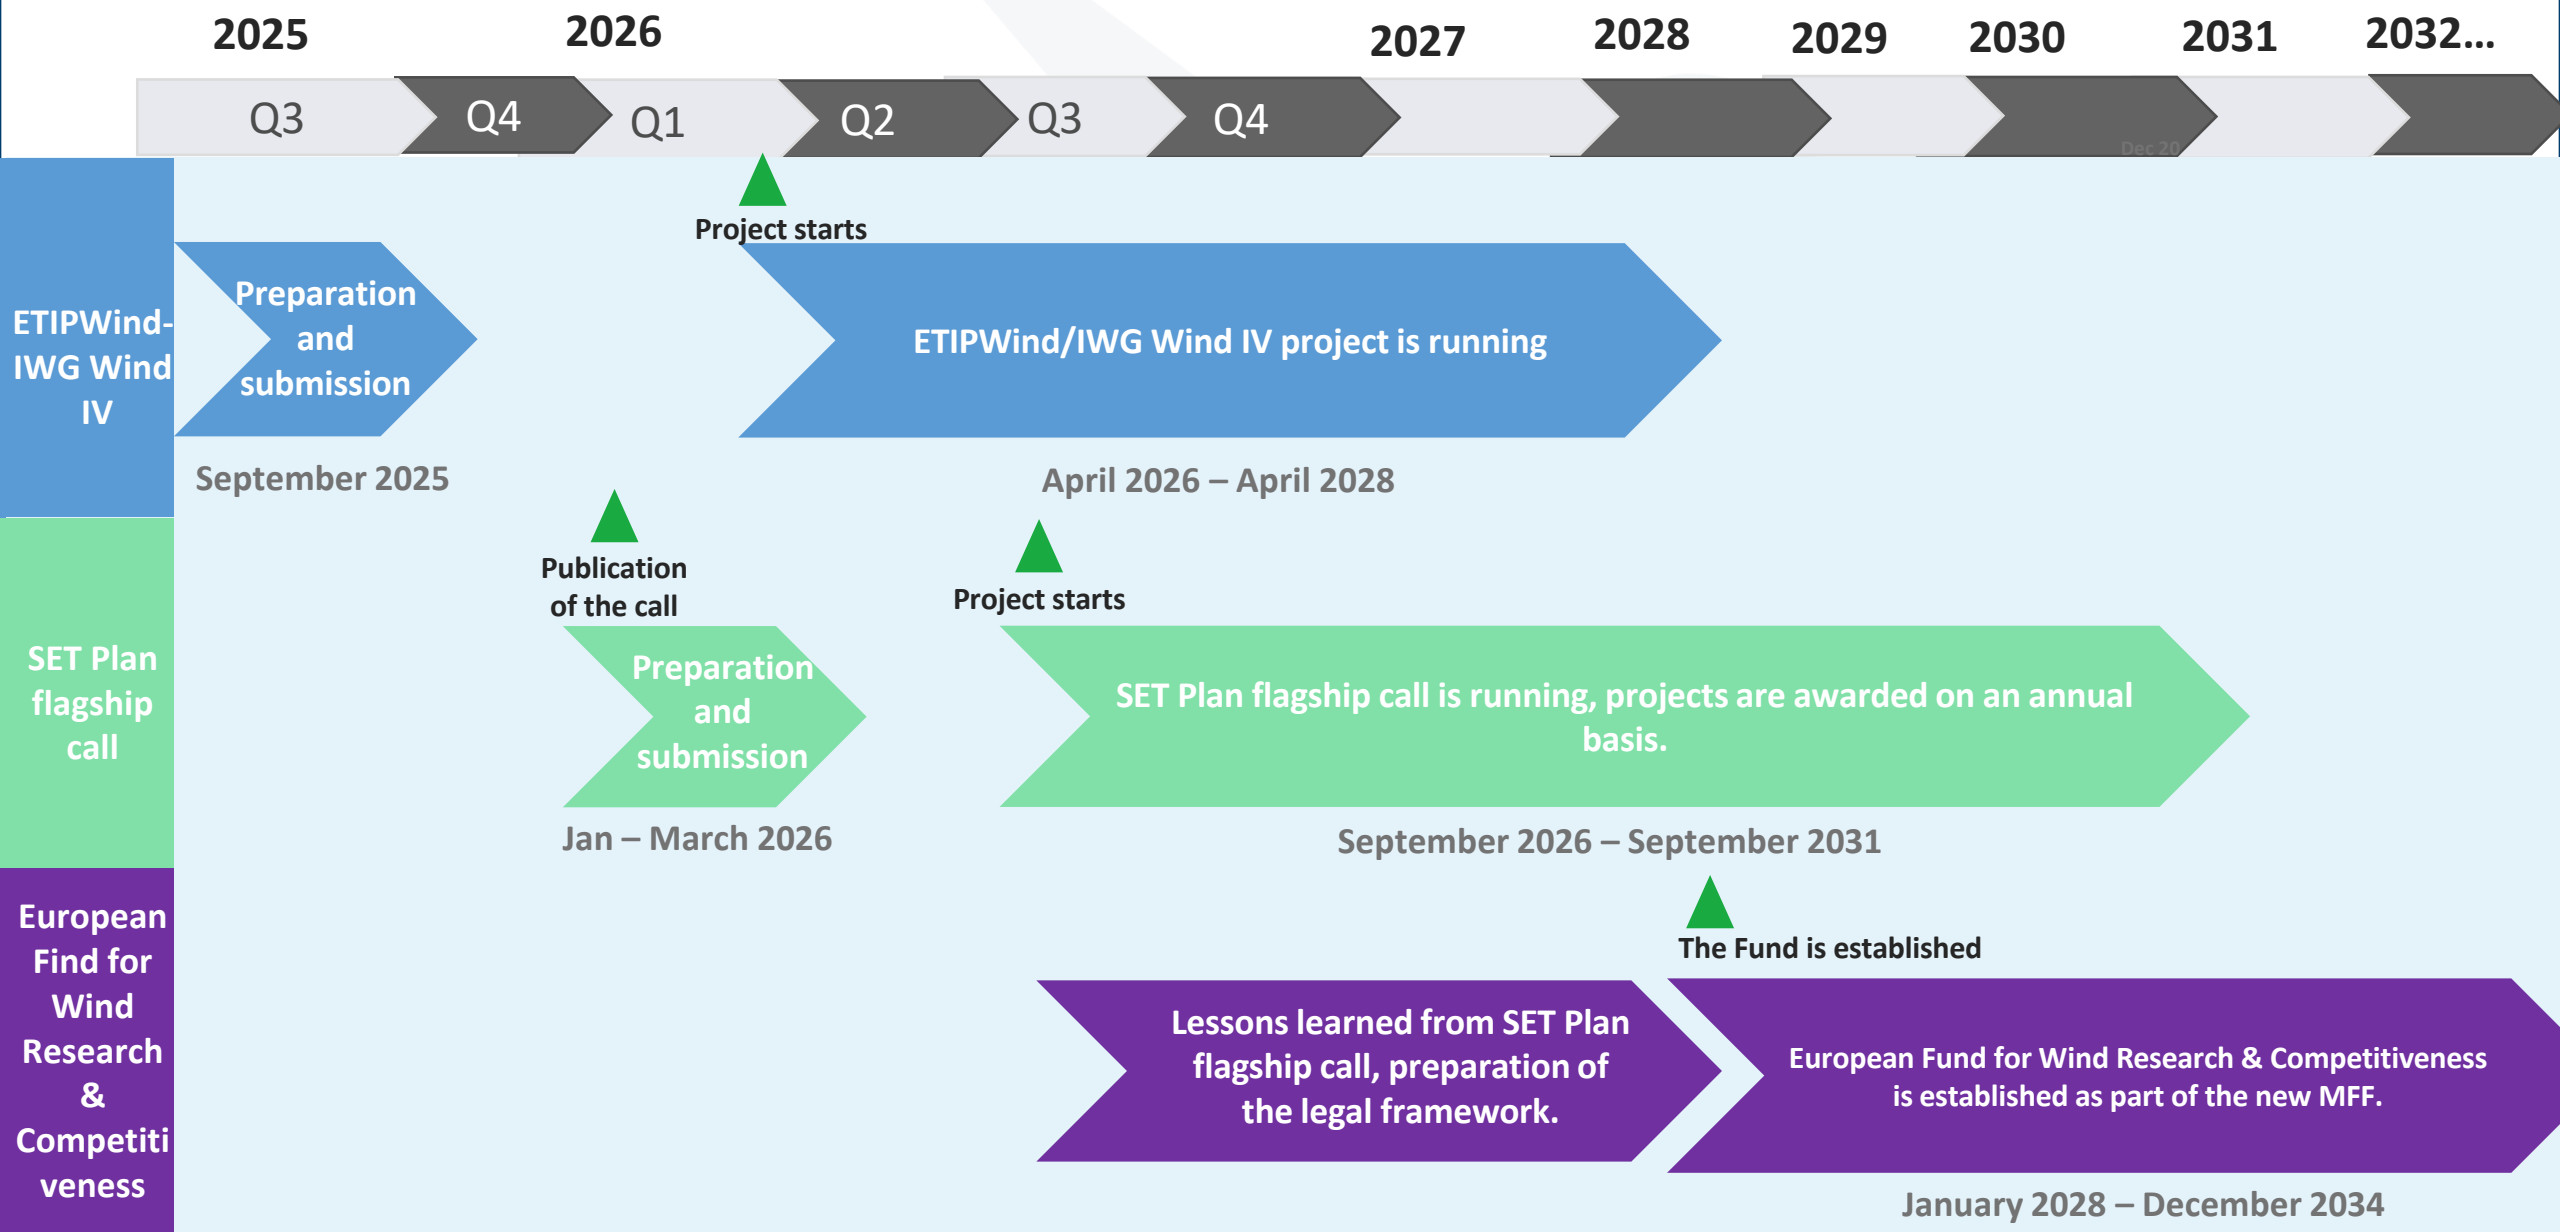 2025
2026
2027
2028
2029
2030
2031
2032...
Q3
Q4
Q1
Q2
Q3
Q4
Dec 20
Project starts
ETIPWind-
IWG Wind
IV
Preparation
and
submission
ETIPWind/IWG Wind IV project is running
September 2025
April 2026 – April 2028
Publication
of the call
Project starts
SET Plan
flagship
call
Preparation
and
submission
SET Plan flagship call is running, projects are awarded on an annual
basis.
Jan – March 2026
September 2026 – September 2031
The Fund is established
European
Find for
Wind
Research
&
Competiti
veness
Lessons learned from SET Plan
flagship call, preparation of
the legal framework.
European Fund for Wind Research & Competitiveness
is established as part of the new MFF.
January 2028 – December 2034